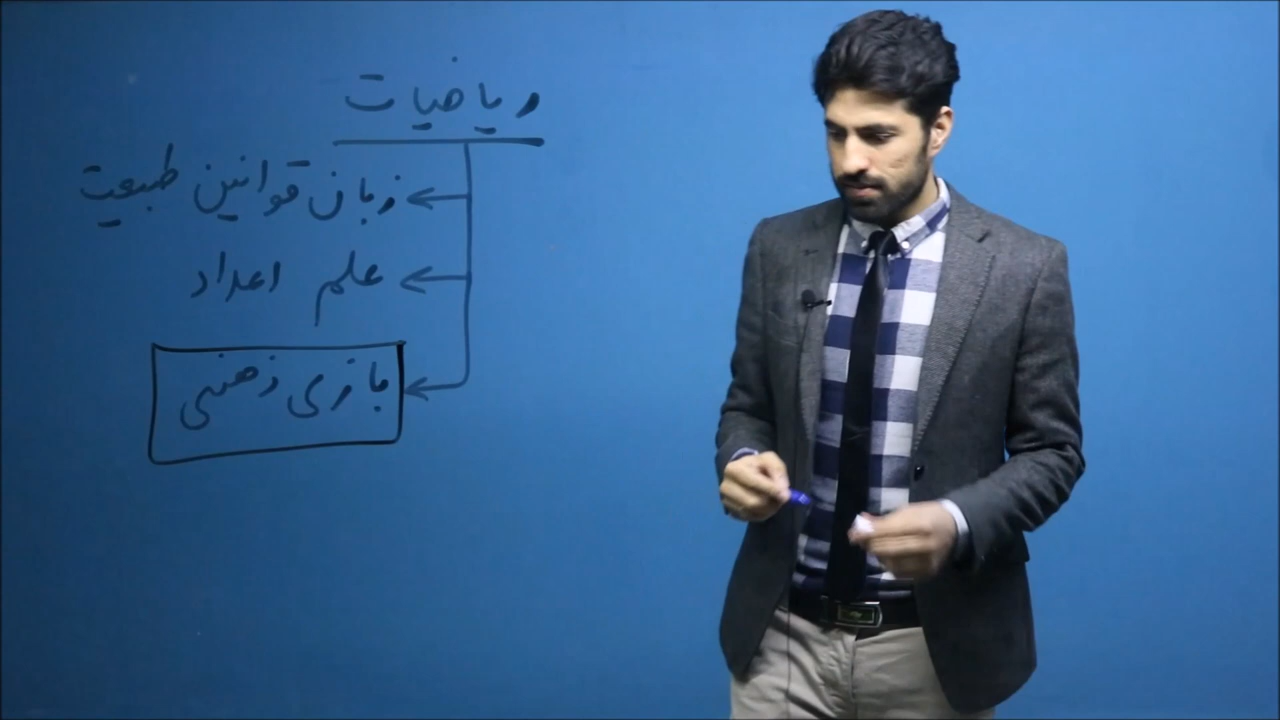 ریاضیات
زبان قوانین طبیعت
علم اعداد
بازی ذهنی